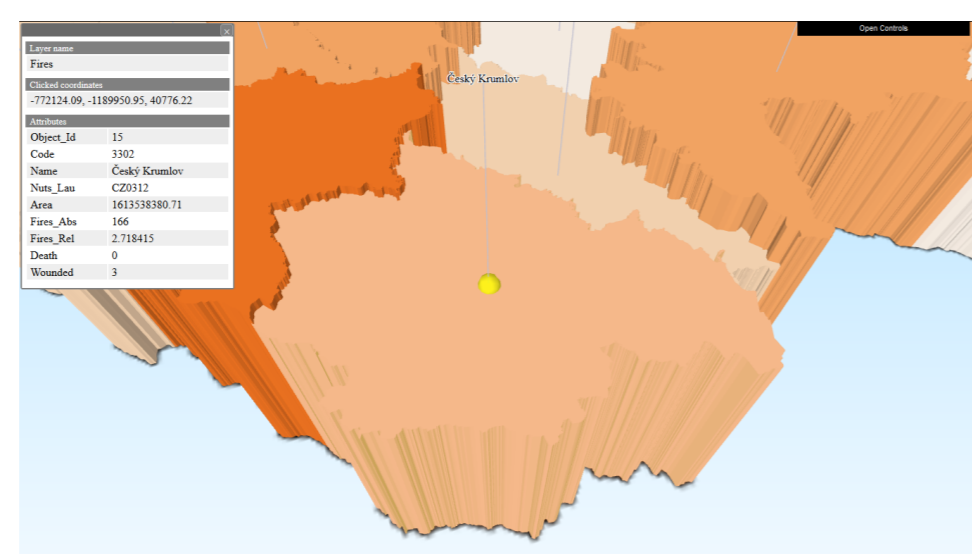 Layer name
Fires
Clicked coordinates
-772124.09, -1189950.95, 40776.22
Attributes
Object_Id 15
Code 3302
Name Český Krumlov
Nuts_Lau CZ0312
Area 1613538380.71
Fires_Abs 166
Fires_Rel 2.718415
Death 0
Wounded 3
Open Controls
Český Krumlov